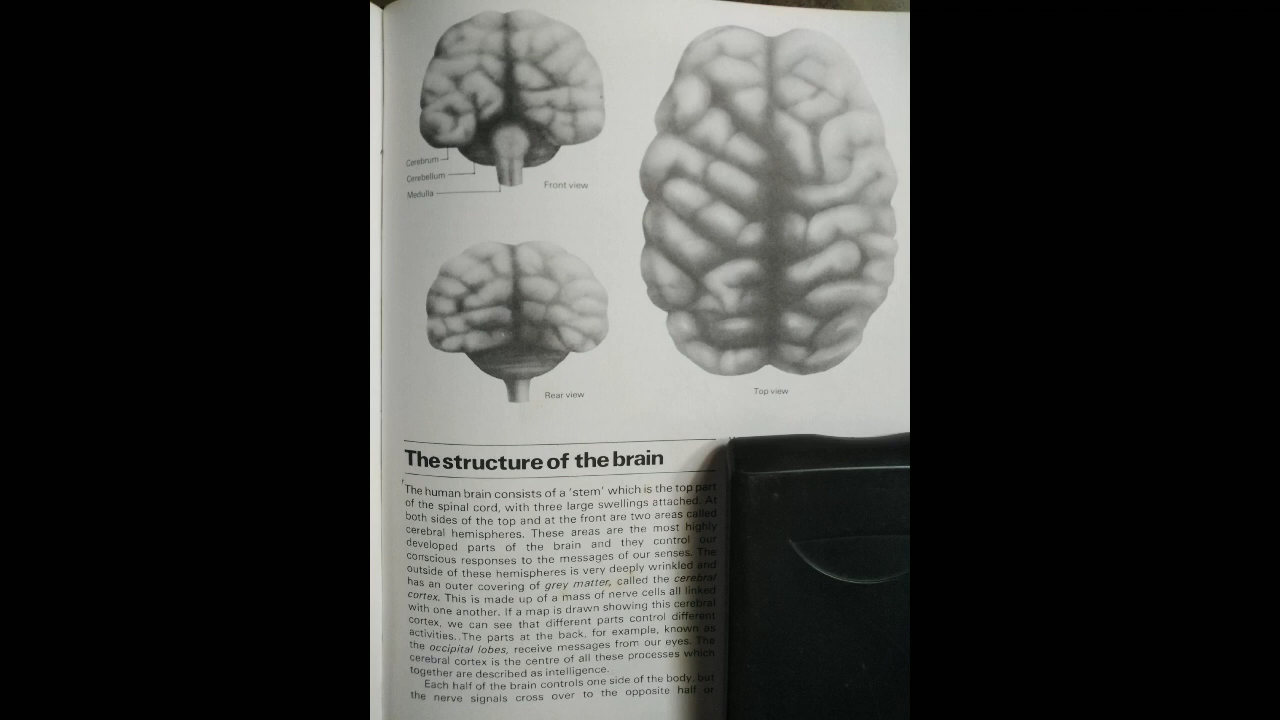 Cerebrum
Cerebellum
Medulla
Front view
Rear view
Top view
The structure of the brain
The human brain consists of a 'stem' which is the top part
of the spinal cord, with three large swellings attached. At
both sides of the top and at the front are two areas called
cerebral hemispheres. These areas are the most highly
developed parts of the brain and they control our
conscious responses to the messages of our senses. The
outside of these hemispheres is very deeply wrinkled and
has an outer covering of grey matter, called the cerebral
cortex. This is made up of a mass of nerve cells all linked
with one another. If a map is drawn showing this cerebral
cortex, we can see that different parts control different
activities. The parts at the back, for example, known as
the occipital lobes, receive messages from our eyes. The
cerebral cortex is the centre of all these processes which
together are described as intelligence.
Each half of the brain controls one side of the body, but
the nerve signals cross over to the opposite half or